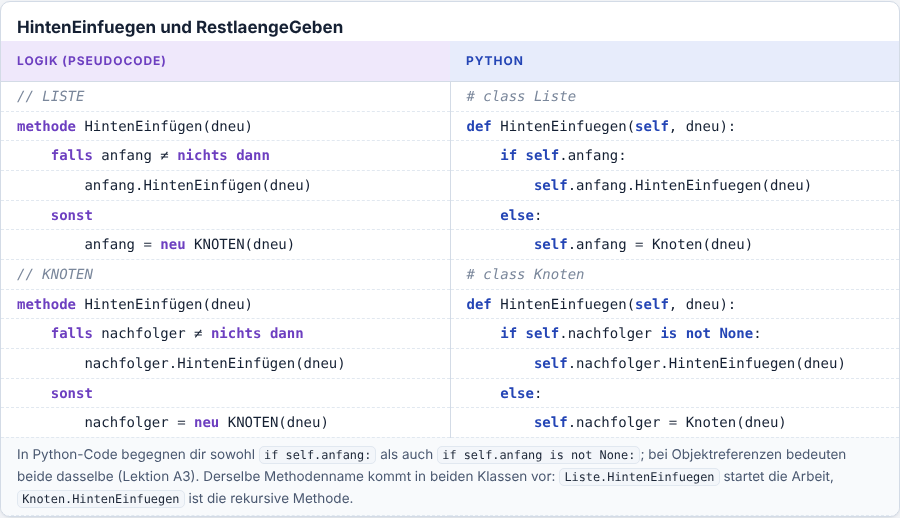 HintenEinfuegen und RestlaengeGeben
LOGIK (PSEUDOCODE)
PYTHON
// LISTE
# class Liste
methode HintenEinfügen(dneu)
def HintenEinfuegen(self, dneu):
falls anfang ≠ nichts dann
if self.anfang:
anfang.HintenEinfügen(dneu)
self.anfang.HintenEinfuegen(dneu)
sonst
else:
anfang = neu KNOTEN(dneu)
self.anfang = Knoten(dneu)
// KNOTEN
# class Knoten
methode HintenEinfügen(dneu)
def HintenEinfuegen(self, dneu):
falls nachfolger ≠ nichts dann
if self.nachfolger is not None:
nachfolger.HintenEinfügen(dneu)
self.nachfolger.HintenEinfuegen(dneu)
sonst
else:
nachfolger = neu KNOTEN(dneu)
self.nachfolger = Knoten(dneu)
In Python-Code begegnen dir sowohl if self.anfang: als auch if self.anfang is not None: ; bei Objektreferenzen bedeuten
beide dasselbe (Lektion A3). Derselbe Methodenname kommt in beiden Klassen vor: Liste.HintenEinfuegen startet die Arbeit,
Knoten.HintenEinfuegen ist die rekursive Methode.